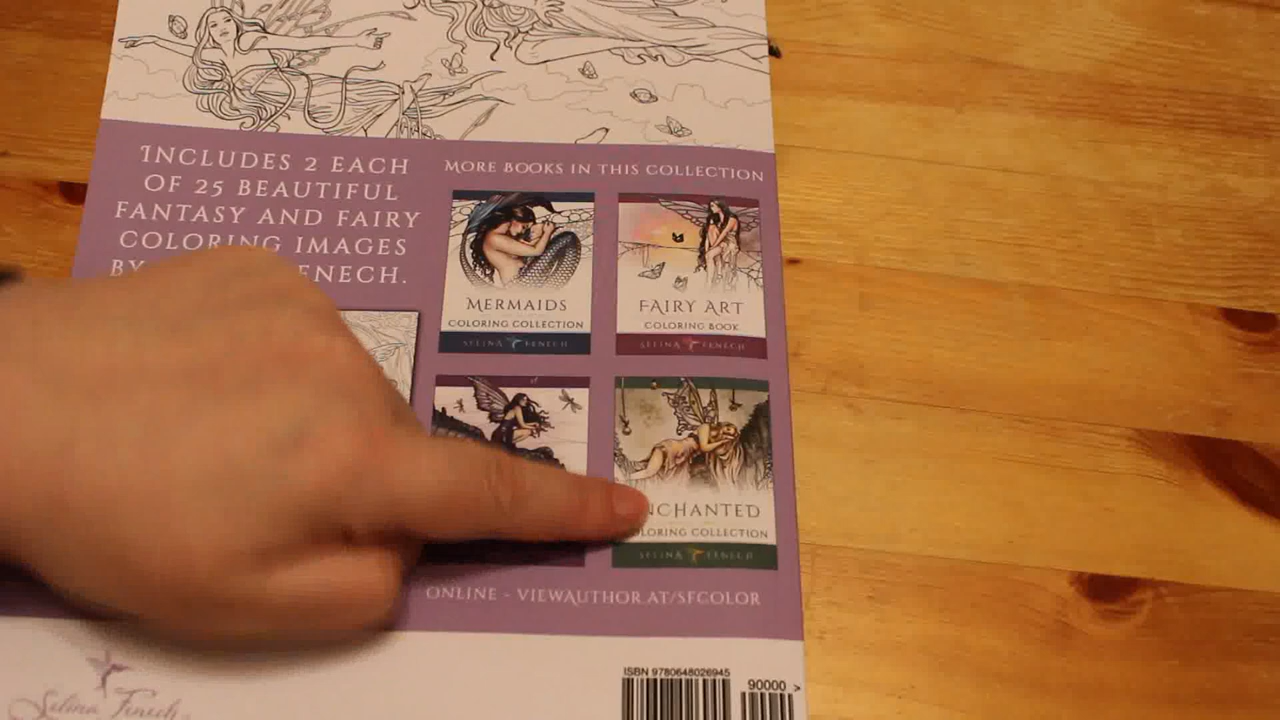 INCLUDES 2 EACH
OF 25 BEAUTIFUL
FANTASY AND FAIRY
COLORING IMAGES
BY ENECH.
MORE BOOKS IN THIS COLLECTION
MERMAIDS
COLORING COLLECTION
SELINA FENECH
FAIRY ART
COLORING BOOK
SELINA FENECH
NCHANTED
OLORING COLLECTION
SELINA FENECH
ONLINE - VIEWAUTHOR.AT/SFCOLOR
Selina Fenech
ISBN 9780648026945
90000 >